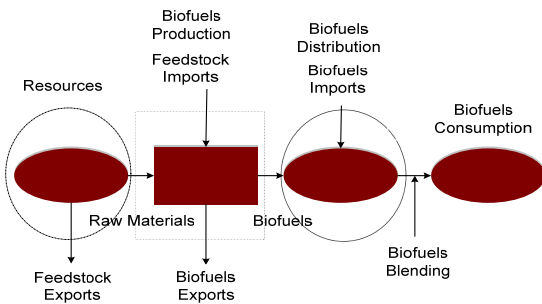 Biofuels
Production
Feedstock
Imports
Biofuels
Distribution
Biofuels
Imports
Resources
Biofuels
Consumption
Raw Materials
Biofuels
Feedstock
Exports
Biofuels
Exports
Biofuels
Blending